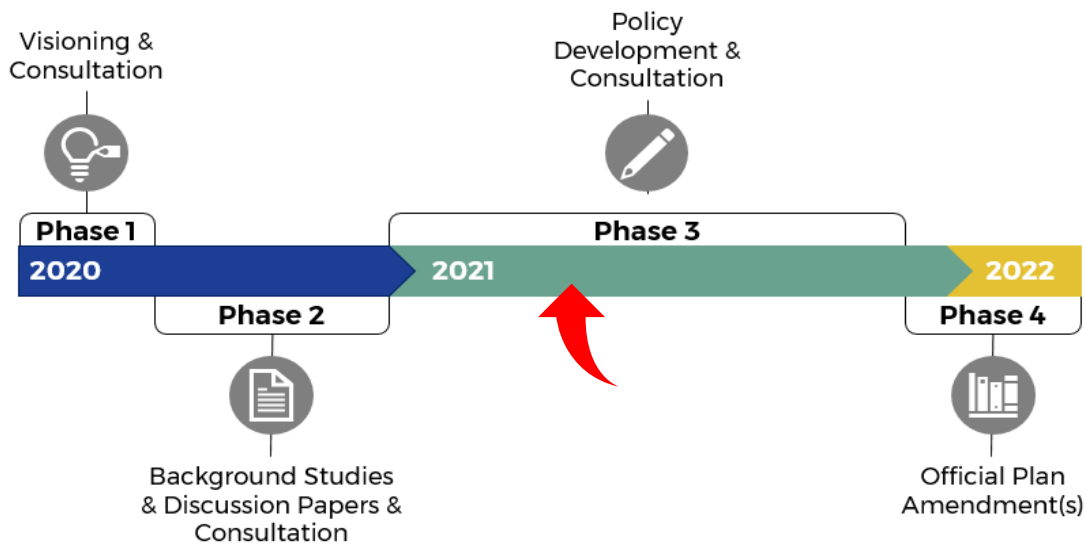 Visioning &
Consultation
Policy
Development &
Consultation
Phase 1
Phase 3
2020
2021
2022
Phase 2
Phase 4
Background Studies
& Discussion Papers &
Consultation
Official Plan
Amendment(s)